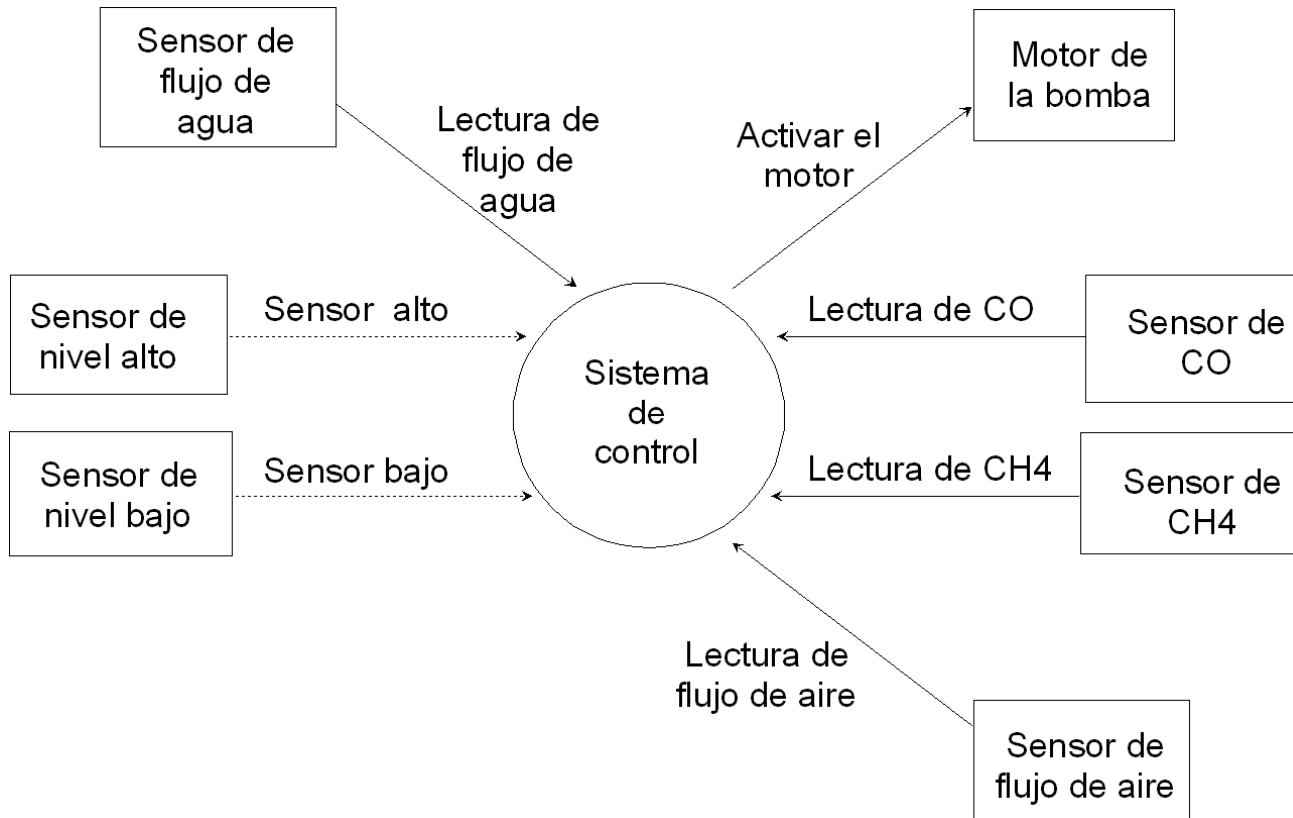 Sensor de
flujo de
agua
Motor de
la bomba
Lectura de
flujo de
agua
Activar el
motor
Sensor de
nivel alto
Sensor alto
Lectura de CO
Sensor de
CO
Sistema
de
control
Sensor de
nivel bajo
Sensor bajo
Lectura de CH4
Sensor de
CH4
Lectura de
flujo de aire
Sensor de
flujo de aire